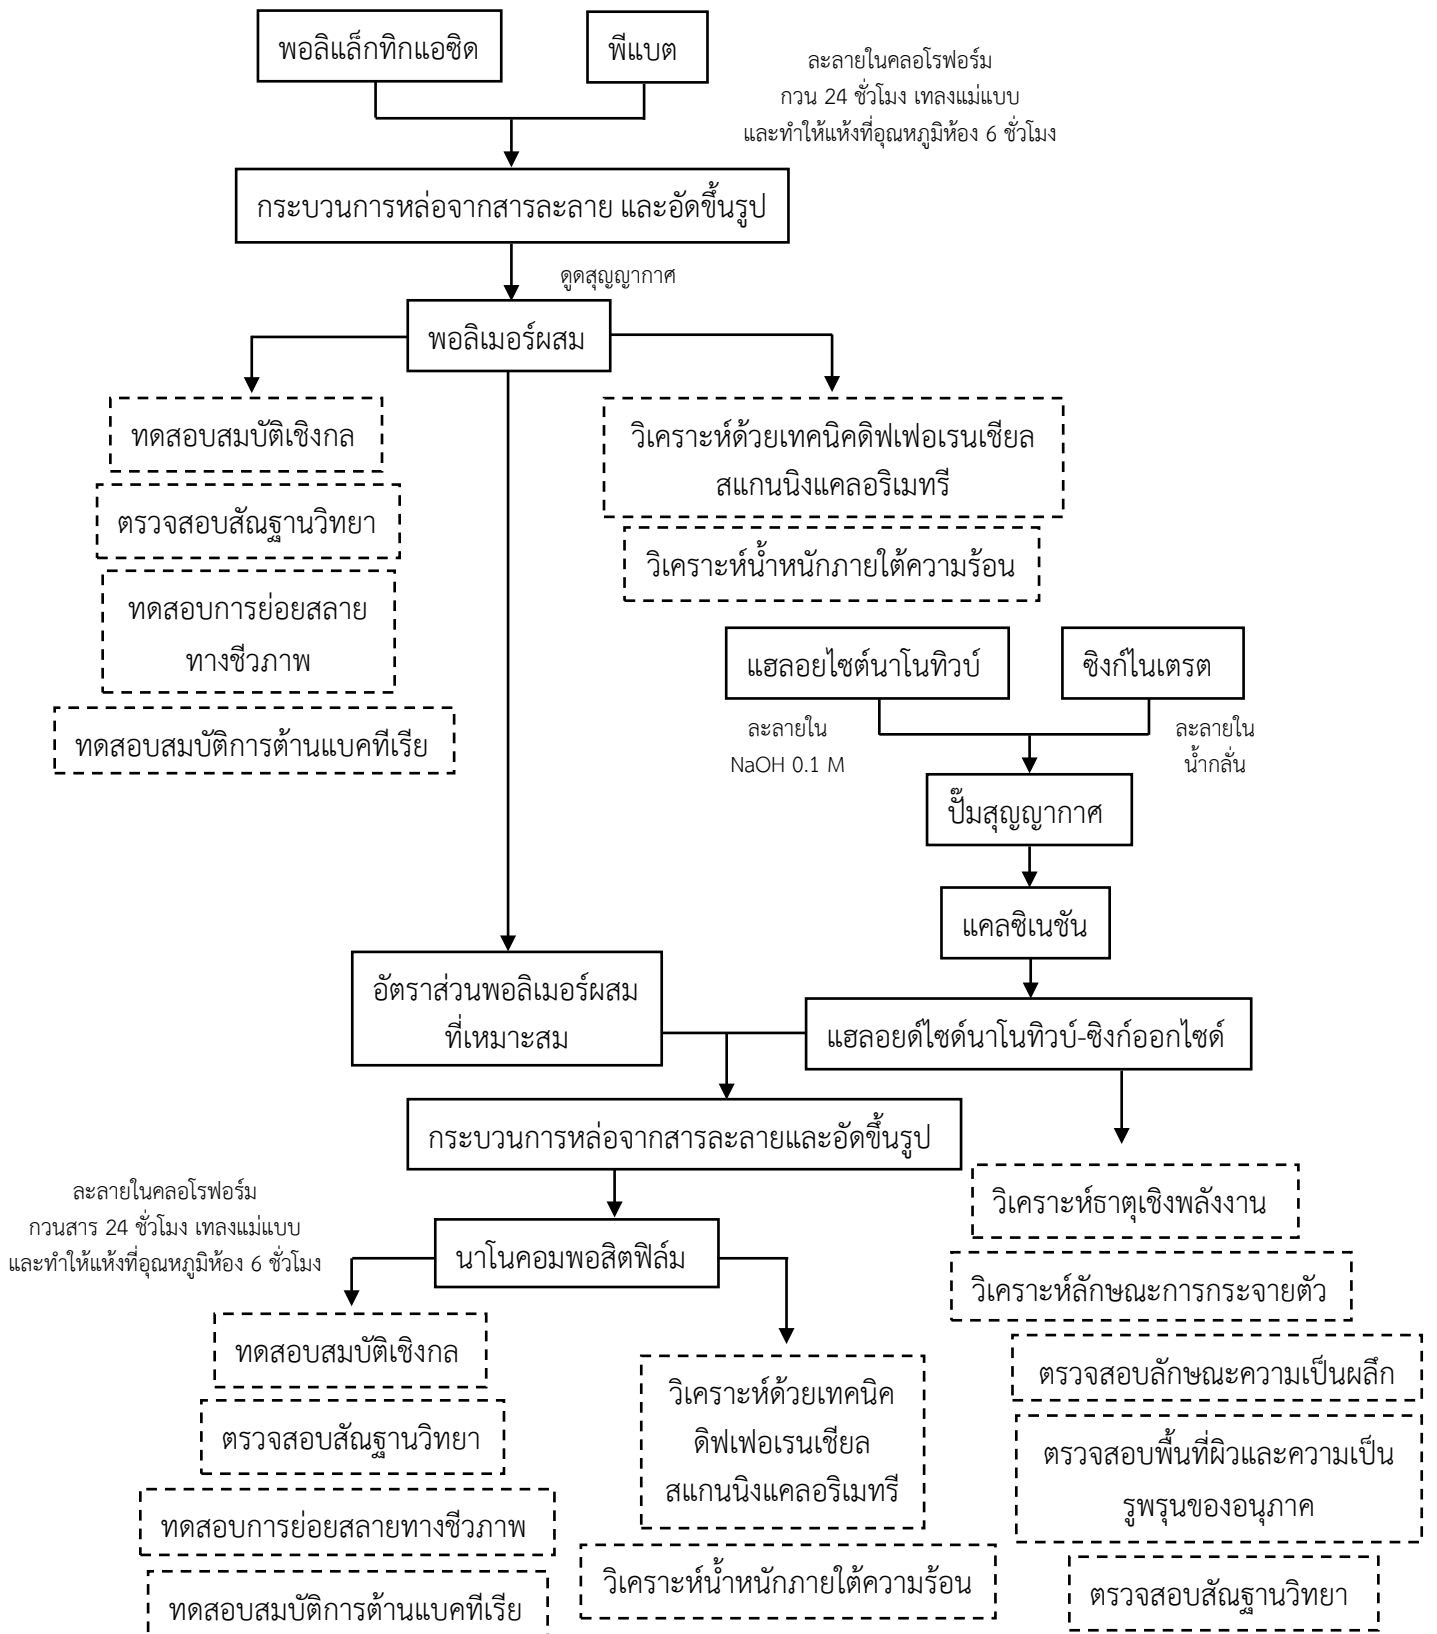 พอลิแล็กทิกแอซิด
พีแบต
ละลายในคลอโรฟอร์ม
กวน 24 ชั่วโมง เทลงแม่แบบ
และทำให้แห้งที่อุณหภูมิห้อง 6 ชั่วโมง
กระบวนการหล่อจากสารละลาย และอัดขึ้นรูป
ดูดสุญญากาศ
พอลิเมอร์ผสม
ทดสอบสมบัติเชิงกล
ตรวจสอบสัณฐานวิทยา
ทดสอบการย่อยสลาย
ทางชีวภาพ
ทดสอบสมบัติการต้านแบคทีเรีย
วิเคราะห์ด้วยเทคนิคดิฟเฟอเรนเชียล
สแกนนิงแคลอริเมทรี
วิเคราะห์น้ำหนักภายใต้ความร้อน
แฮลอยไซต์นาโนทิวบ์
ซิงก์ไนเตรต
ละลายใน
NaOH 0.1 M
ละลายใน
น้ำกลั่น
ปั๊มสุญญากาศ
แคลซิเนชัน
อัตราส่วนพอลิเมอร์ผสม
ที่เหมาะสม
แฮลอยด์ไซด์นาโนทิวบ์-ซิงก์ออกไซด์
กระบวนการหล่อจากสารละลายและอัดขึ้นรูป
ละลายในคลอโรฟอร์ม
กวนสาร 24 ชั่วโมง เทลงแม่แบบ
และทำให้แห้งที่อุณหภูมิห้อง 6 ชั่วโมง
นาโนคอมพอสิตฟิล์ม
ทดสอบสมบัติเชิงกล
ตรวจสอบสัณฐานวิทยา
ทดสอบการย่อยสลายทางชีวภาพ
ทดสอบสมบัติการต้านแบคทีเรีย
วิเคราะห์ด้วยเทคนิค
ดิฟเฟอเรนเชียล
สแกนนิงแคลอริเมทรี
วิเคราะห์น้ำหนักภายใต้ความร้อน
วิเคราะห์ธาตุเชิงพลังงาน
วิเคราะห์ลักษณะการกระจายตัว
ตรวจสอบลักษณะความเป็นผลึก
ตรวจสอบพื้นที่ผิวและความเป็น
รูพรุนของอนุภาค
ตรวจสอบสัณฐานวิทยา